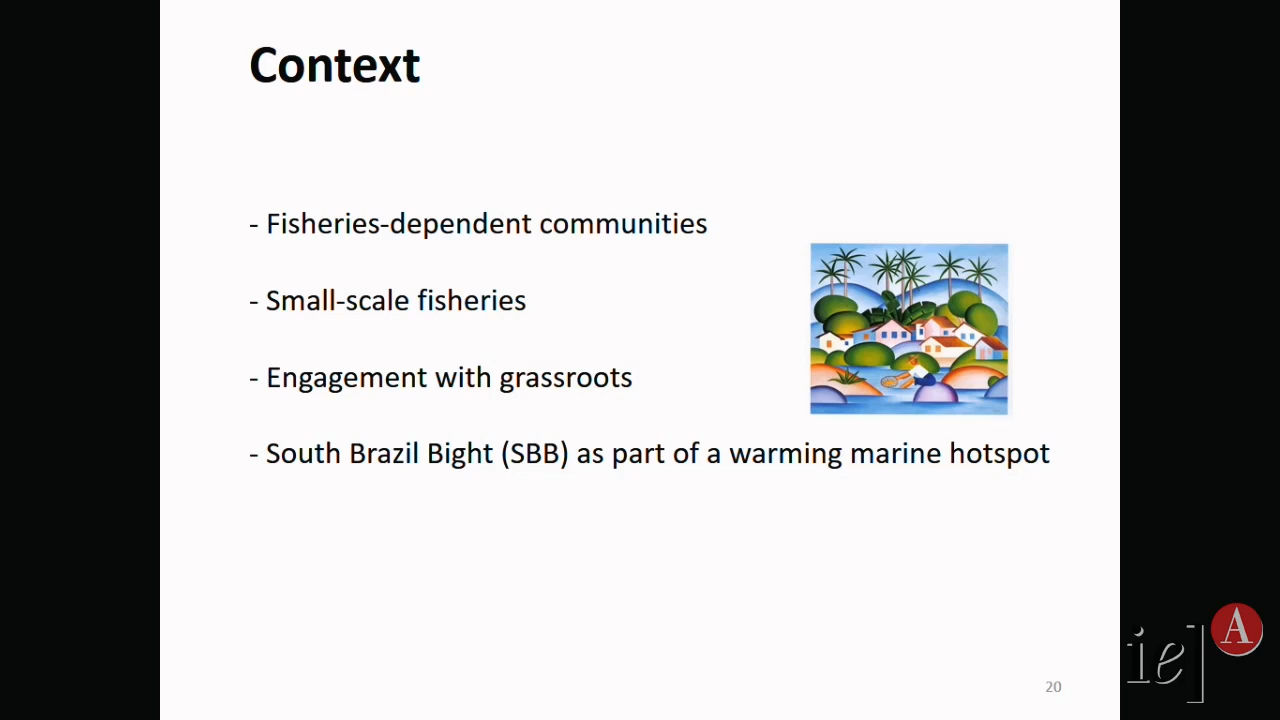 Context
- Fisheries-dependent communities
- Small-scale fisheries
- Engagement with grassroots
- South Brazil Bight (SBB) as part of a warming marine hotspot
20
ie]A